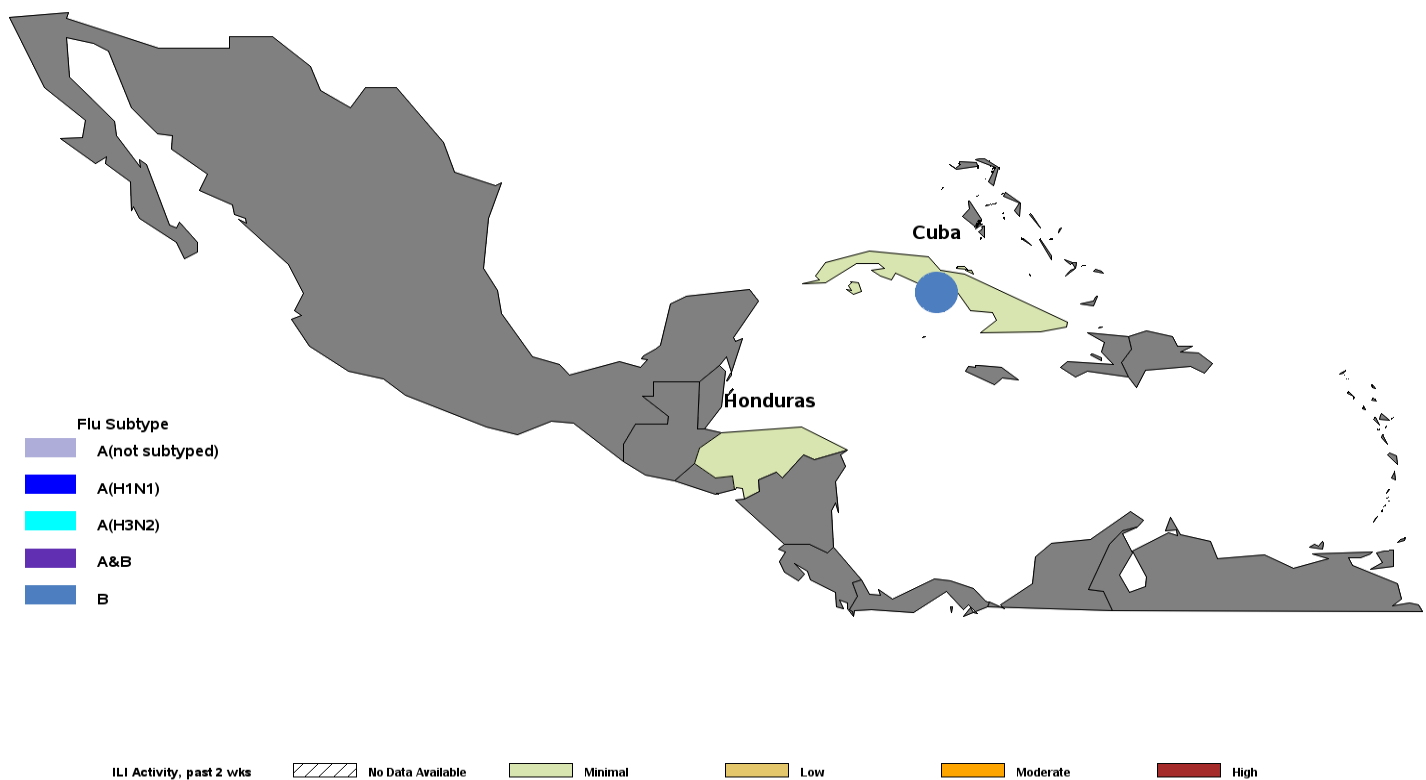 Cuba
Honduras
Flu Subtype
A(not subtyped)
A(H1N1)
A(H3N2)
A&B
B
ILI Activity, past 2 wks No Data Available Minimal Low Moderate High